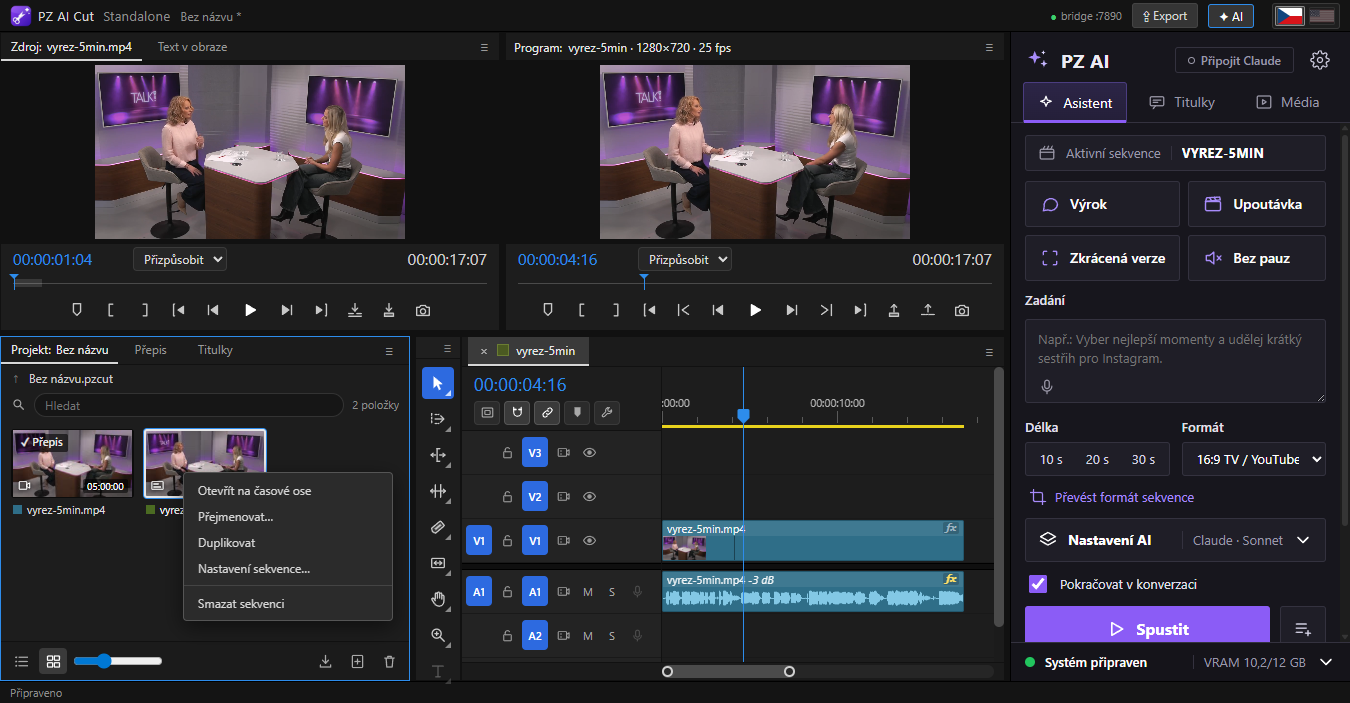 PZ AI Cut Standalone Bez názvu *
bridge :7890 Export AI
Zdroj: vyrez-5min.mp4 Text v obraze
Program: vyrez-5min · 1280×720 · 25 fps
TALK!
TALK!
00:00:01:04 Přizpůsobit 00:00:17:07
00:00:04:16 Přizpůsobit 00:00:17:07
Projekt: Bez názvu Přepis Titulky
↑ Bez názvu.pzcut
Hledat 2 položky
✓ Přepis
05:00:00
vyrez-5min.mp4
vyrez
Otevřít na časové ose
Přejmenovat...
Duplikovat
Nastavení sekvence...
Smazat sekvenci
× vyrez-5min
00:00:04:16
:00:00 00:00:10:00
V3
V2
V1 V1
vyrez-5min.mp4 fx
A1 A1 M S
vyrez-5min.mp4 -3 dB fx
A2 M S
PZ AI Připojit Claude
Asistent Titulky Média
Aktivní sekvence VYREZ-5MIN
Výrok Upoutávka
Zkrácená verze Bez pauz
Zadání
Např.: Vyber nejlepší momenty a udělej krátký
sestřih pro Instagram.
Délka Formát
10 s 20 s 30 s 16:9 TV / YouTube
Převést formát sekvence
Nastavení AI Claude · Sonnet
Pokračovat v konverzaci
Spustit
Systém připraven VRAM 10,2/12 GB
Připraveno